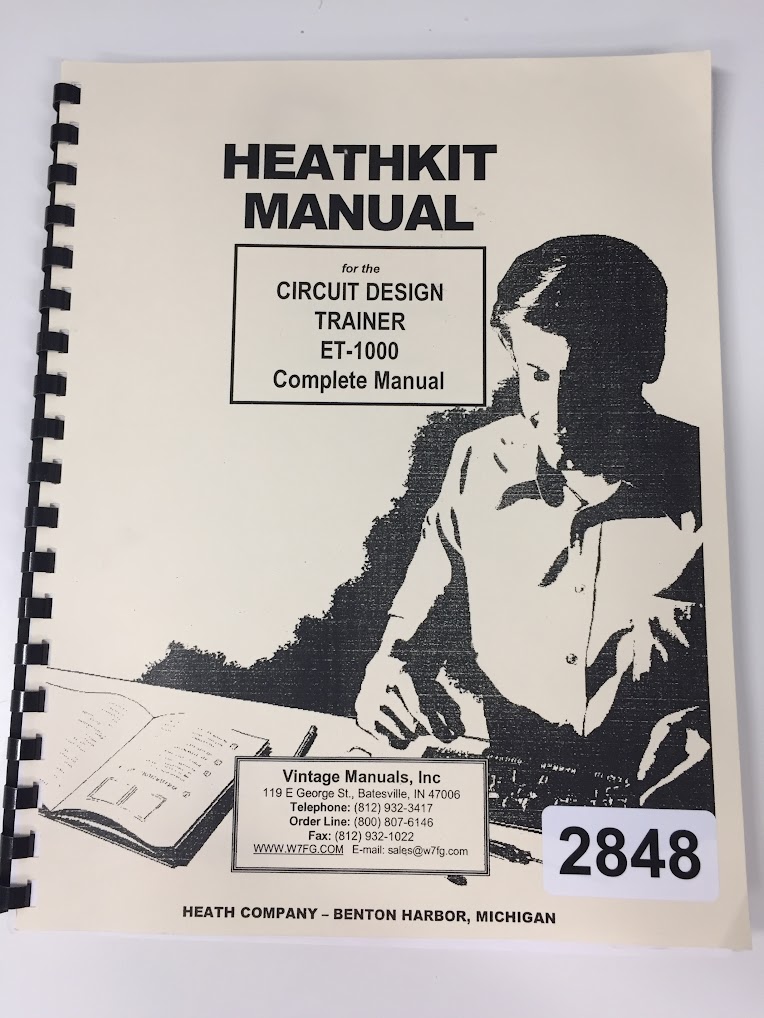 HEATHKIT
MANUAL
for the
CIRCUIT DESIGN
TRAINER
ET-1000
Complete Manual
Vintage Manuals, Inc
119 E George St., Batesville, IN 47006
Telephone: (812) 932-3417
Order Line: (800) 807-6146
Fax: (812) 932-1022
WWW.W7FG.COM E-mail: sales@w7fg.com
2848
HEATH COMPANY – BENTON HARBOR, MICHIGAN